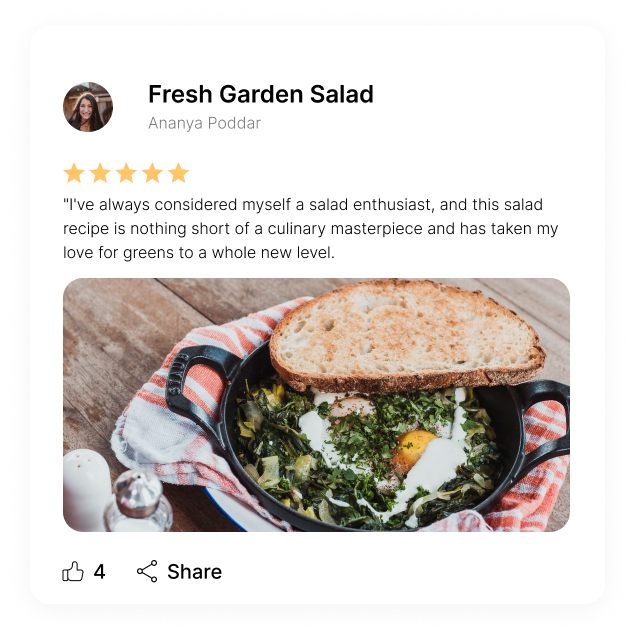 Fresh Garden Salad
Ananya Poddar
"I've always considered myself a salad enthusiast, and this salad
recipe is nothing short of a culinary masterpiece and has taken my
love for greens to a whole new level.
STAUB
4
Share